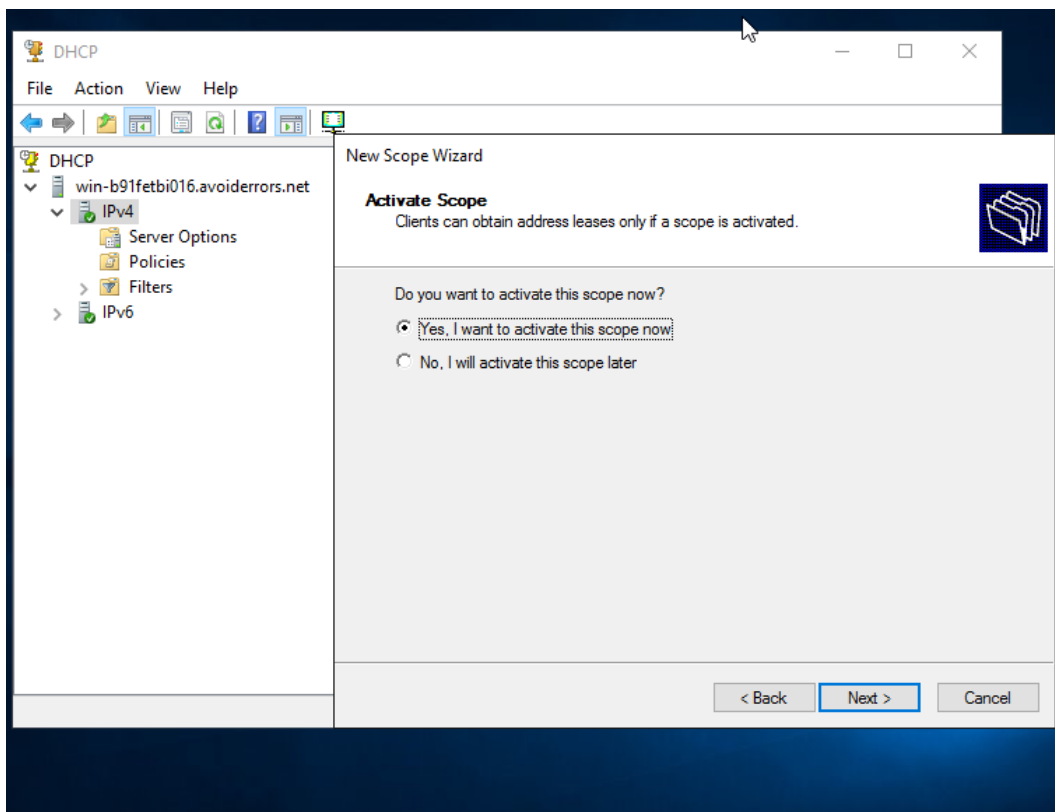 DHCP
File Action View Help
DHCP
win-b91fetbi016.avoiderrors.net
IPv4
Server Options
Policies
Filters
IPv6
New Scope Wizard
Activate Scope
Clients can obtain address leases only if a scope is activated.
Do you want to activate this scope now?
Yes, I want to activate this scope now
No, I will activate this scope later
< Back Next > Cancel